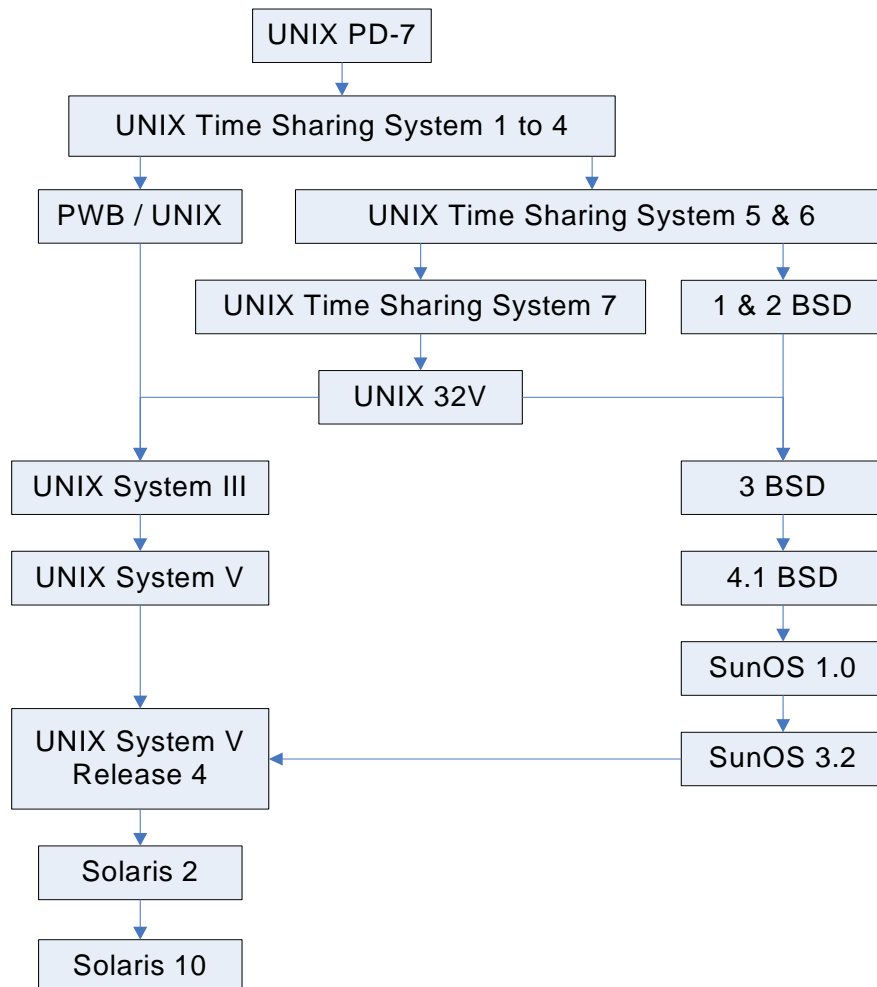 UNIX PD-7
UNIX Time Sharing System 1 to 4
PWB / UNIX
UNIX Time Sharing System 5 & 6
UNIX Time Sharing System 7
1 & 2 BSD
UNIX 32V
UNIX System III
3 BSD
UNIX System V
4.1 BSD
SunOS 1.0
UNIX System V
Release 4
SunOS 3.2
Solaris 2
Solaris 10